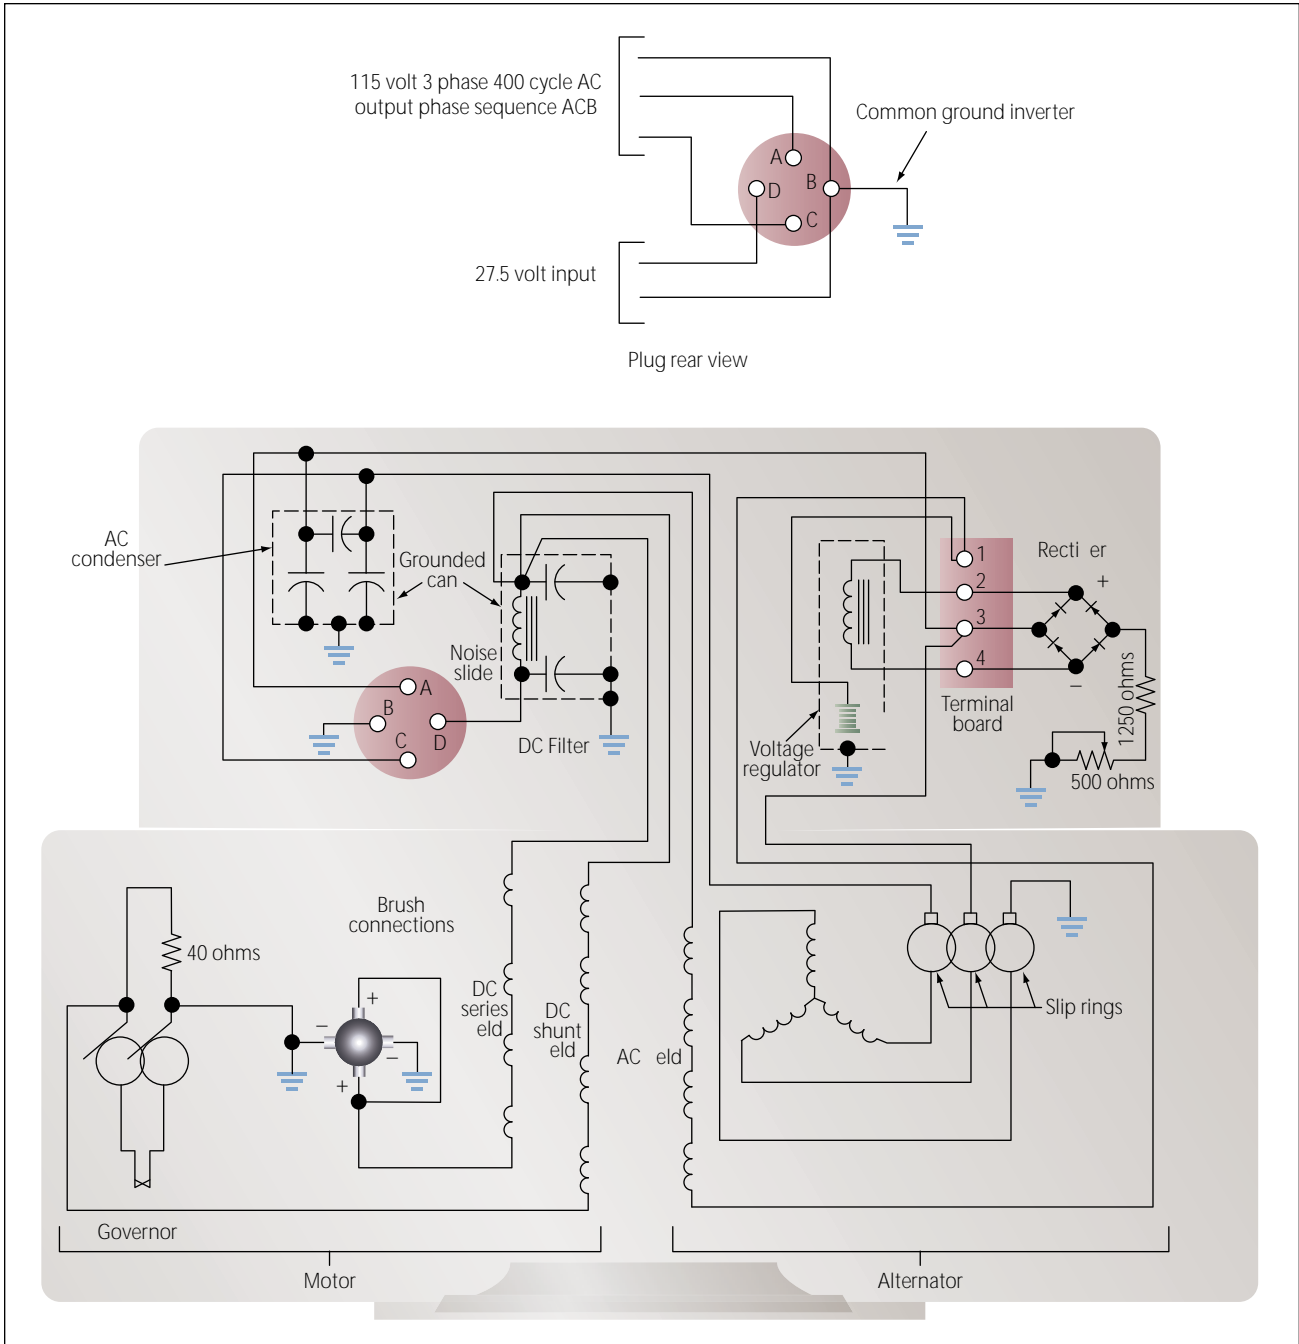 115 volt 3 phase 400 cycle AC
output phase sequence ACB
Common ground inverter
A
B
D
C
27.5 volt input
Plug rear view
AC
condenser
Grounded
can
Noise
slide
A
B
C
D
DC Filter
Voltage
regulator
1
2
3
4
Terminal
board
Recti er
+
−
1250 ohms
500 ohms
40 ohms
Governor
Brush
connections
+
−
−
+
DC
series
eld
DC
shunt
eld
AC eld
Slip rings
Motor
Alternator